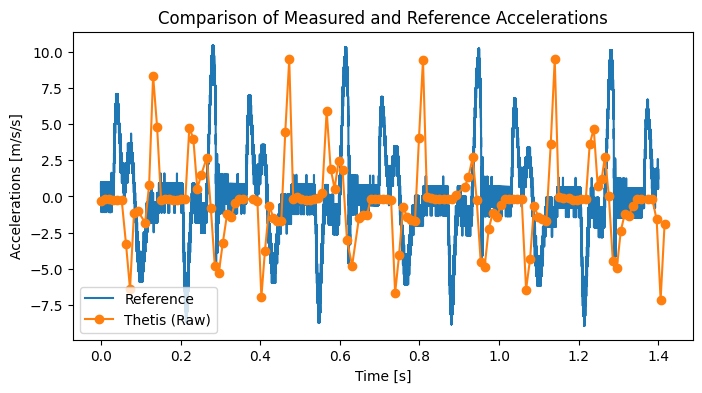 Comparison of Measured and Reference Accelerations
Accelerations [m/s/s]
10.0
7.5
5.0
2.5
0.0
−2.5
−5.0
−7.5
Reference
Thetis (Raw)
0.0 0.2 0.4 0.6 0.8 1.0 1.2 1.4
Time [s]